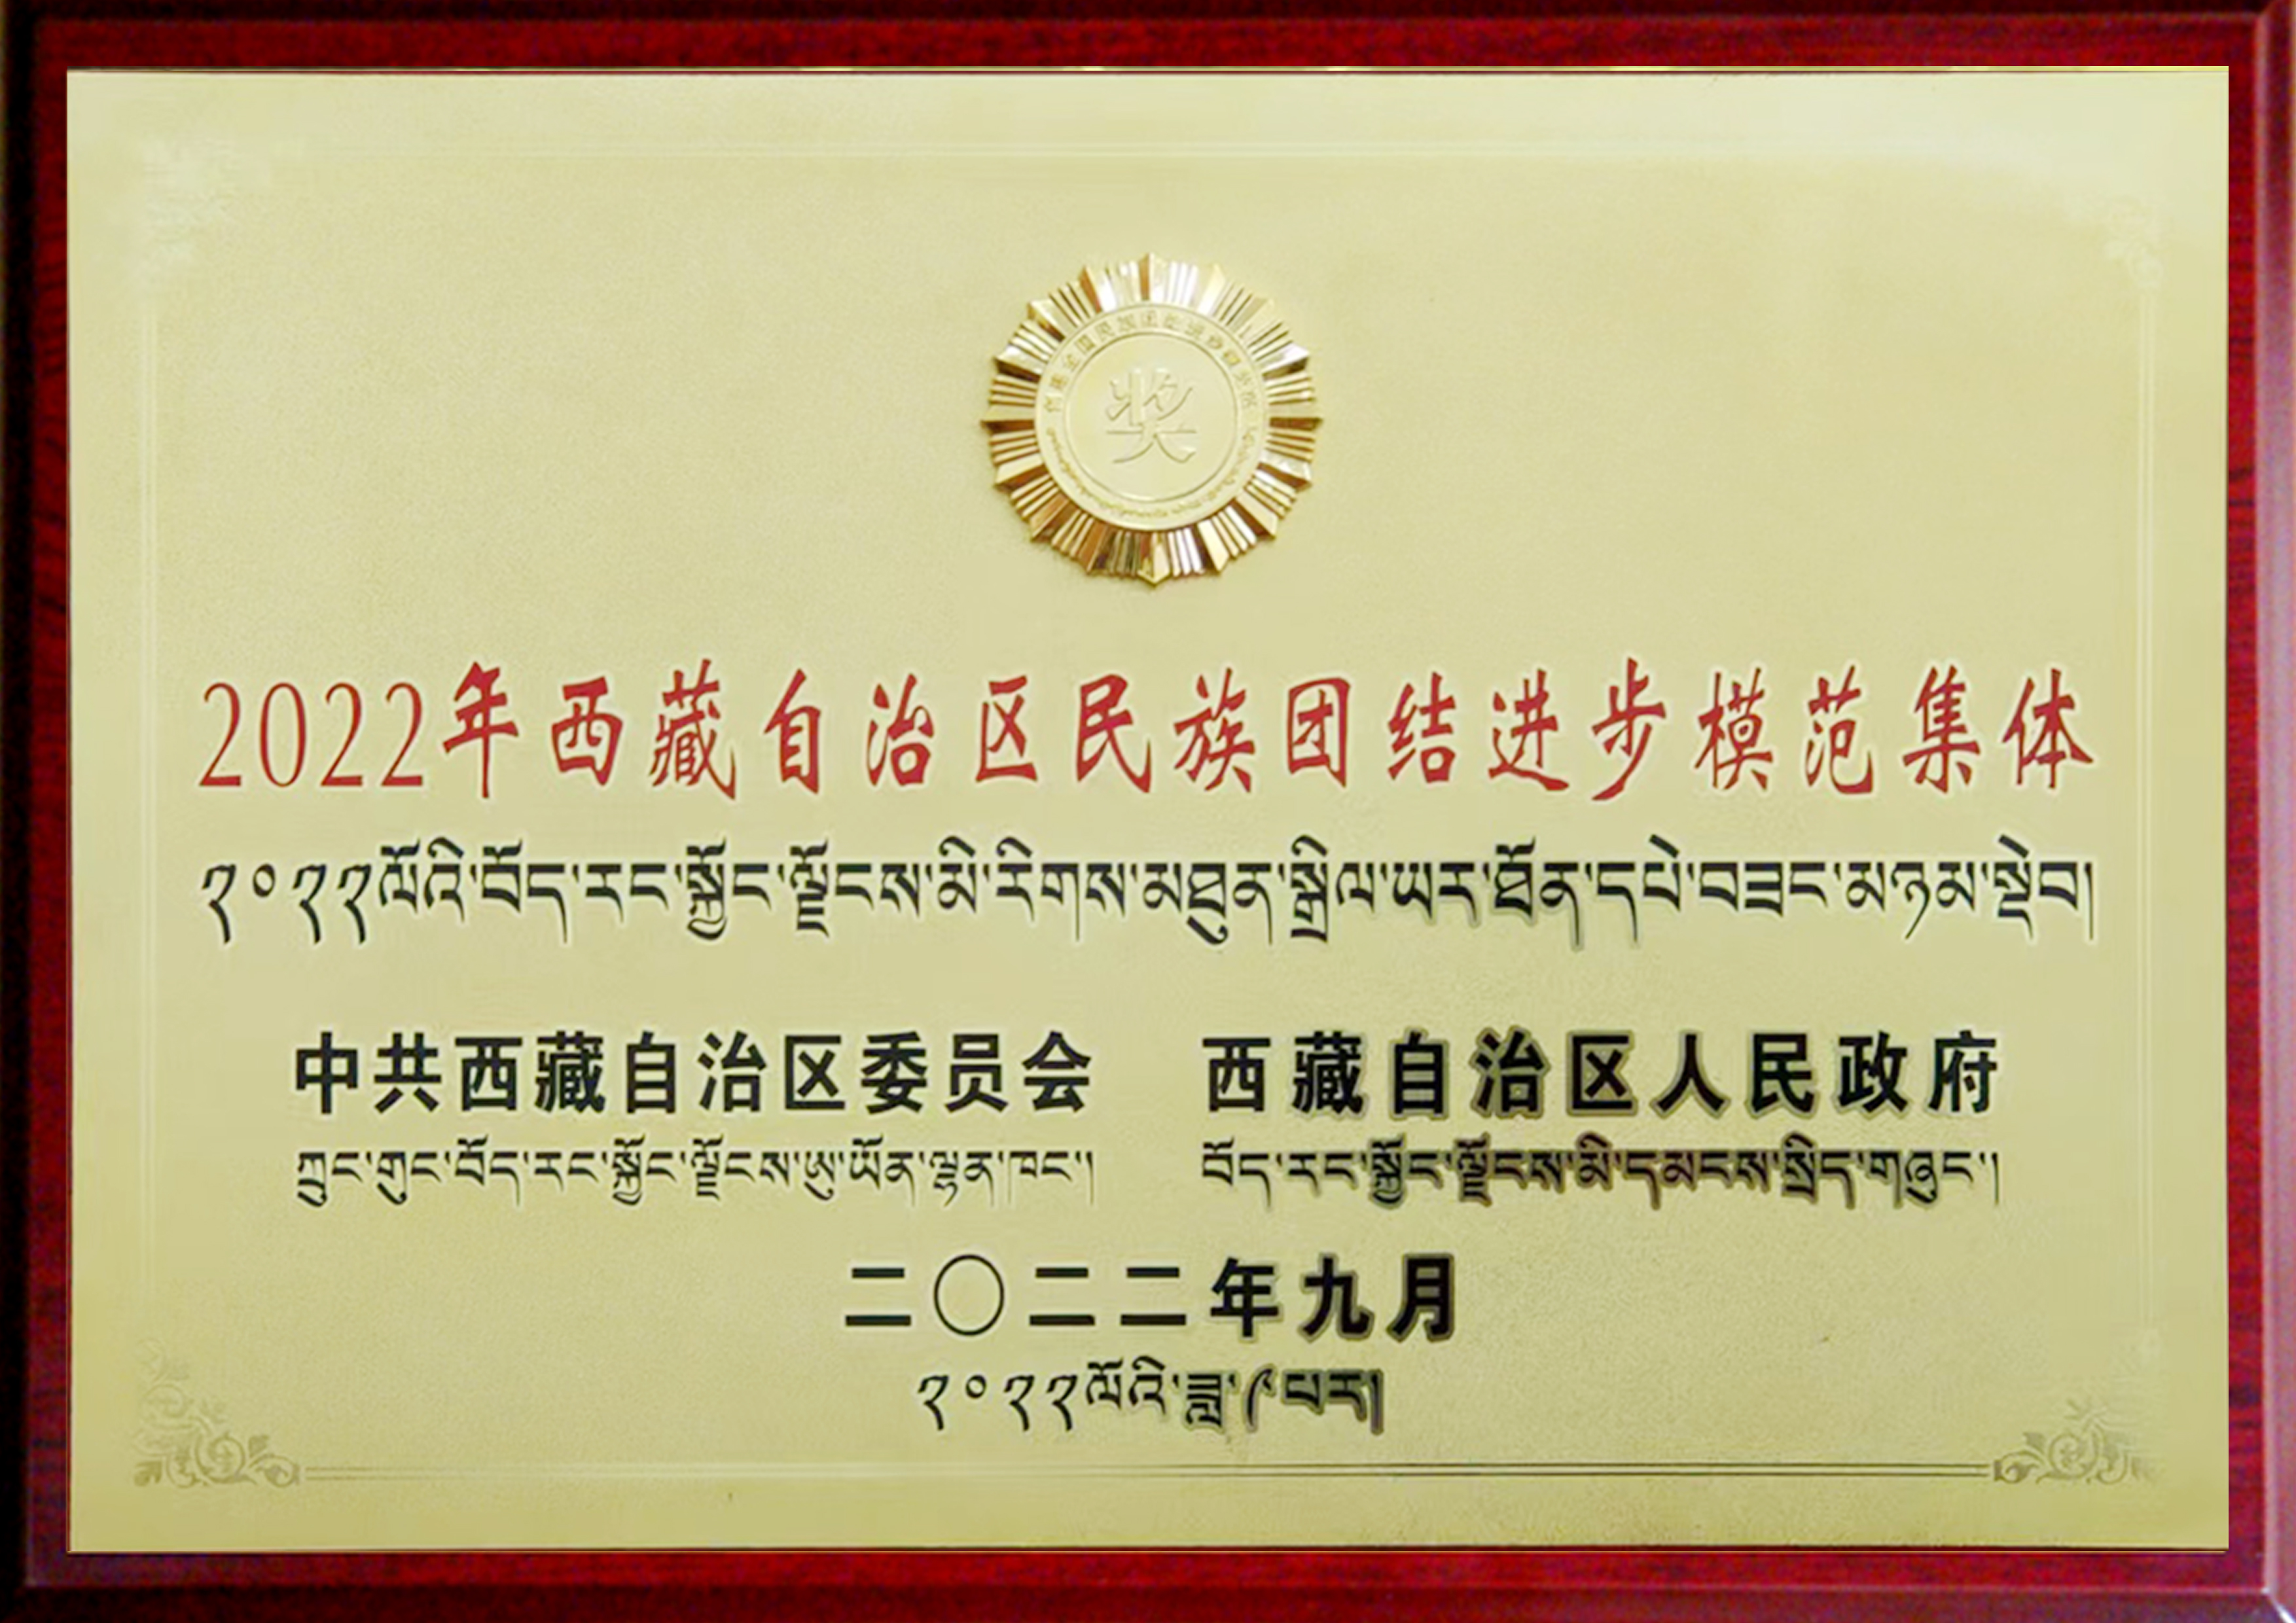 奖
2022年西藏自治区民族团结进步模范集体
༢༠༢༢ལོའི་བོད་རང་སྐྱོང་ལྗོངས་མི་རིགས་མཐུན་སྒྲིལ་ཡར་ཐོན་དཔེ་བཟང་མཉམ་སྡེབ།
中共西藏自治区委员会 西藏自治区人民政府
ཀྲུང་གུང་བོད་རང་སྐྱོང་ལྗོངས་ཨུ་ཡོན་ལྷན་ཁང་། བོད་རང་སྐྱོང་ལྗོངས་མི་དམངས་སྲིད་གཞུང་།
二〇二二年九月
༢༠༢༢ལོའི་ཟླ་༩པར།